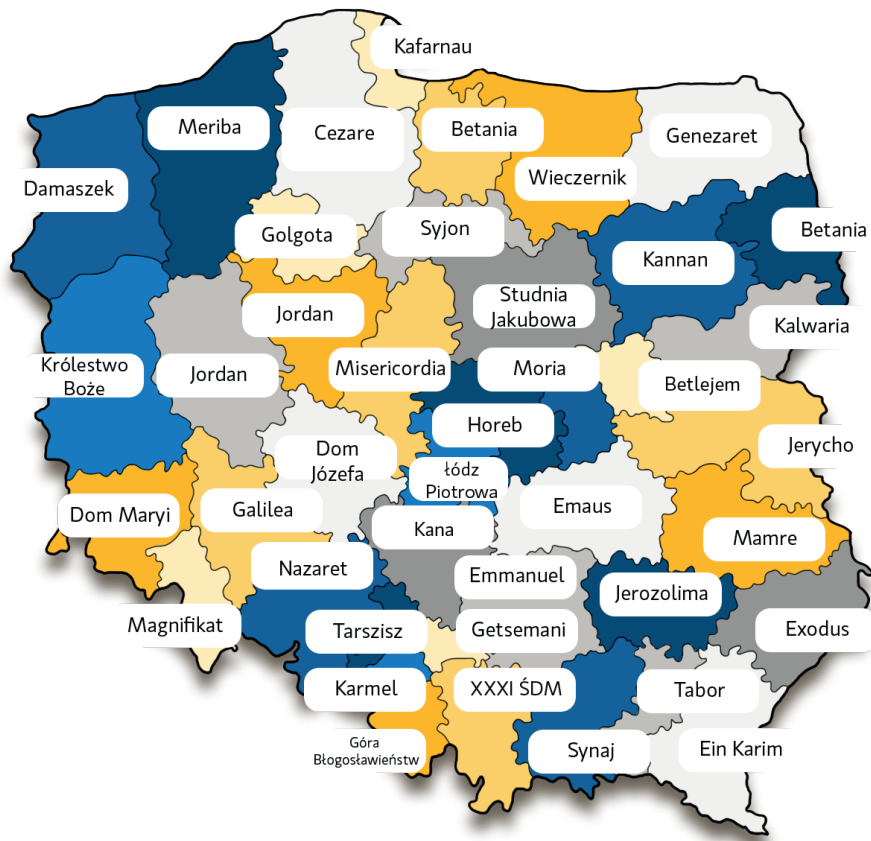 Kafarnau
Meriba
Cezare
Betania
Genezaret
Damaszek
Wieczernik
Golgota
Syjon
Betania
Kannan
Jordan
Studnia
Jakubowa
Kalwaria
Królestwo
Boże
Jordan
Misericordia
Moria
Betlejem
Horeb
Jerycho
Dom
Józefa
łódz
Piotrowa
Dom Maryi
Galilea
Kana
Emaus
Mamre
Nazaret
Emmanuel
Jerozolima
Magnifikat
Tarszisz
Getsemani
Exodus
Karmel
XXXI ŚDM
Tabor
Góra
Błogosławieństw
Synaj
Ein Karim